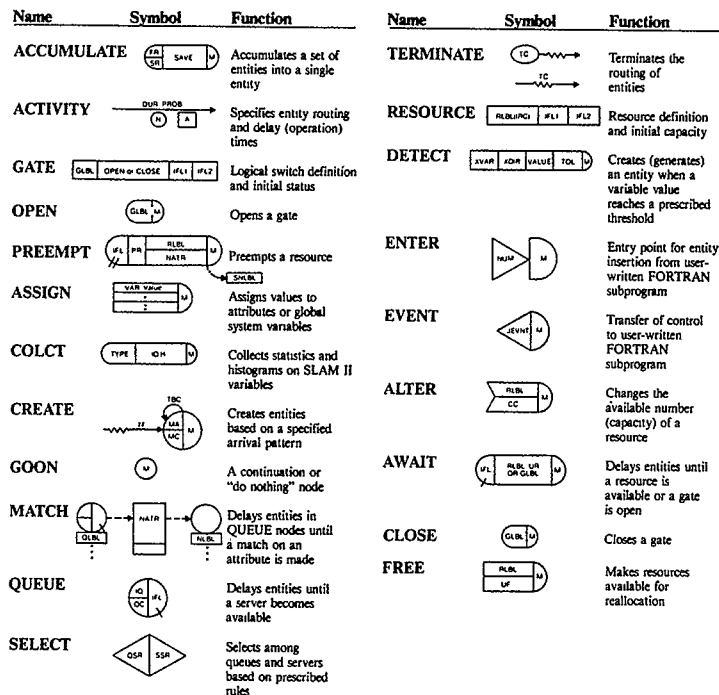 Name Symbol Function
ACCUMULATE FR SR SAVE M Accumulates a set of
entities into a single
entity
ACTIVITY DUR PROB N A Specifies entity routing
and delay (operation)
times
GATE GLBL OPEN or CLOSE IFL1 IFL2 Logical switch definition
and initial status
OPEN GLBL M Opens a gate
PREEMPT IFL PR RLBL NATR M SNLBL Preempts a resource
ASSIGN VAR VALUE M Assigns values to
attributes or global
system variables
COLCT TYPE ID H M Collects statistics and
histograms on SLAM II
variables
CREATE TBC TF MA MC M Creates entities
based on a specified
arrival pattern
GOON M A continuation or
"do nothing" node
MATCH QLBL NATR NLBL Delays entities in
QUEUE nodes until
a match on an
attribute is made
QUEUE IQ QC IFL Delays entities until
a server becomes
available
SELECT QSR SSR Selects among
queues and servers
based on prescribed
rules
Name Symbol Function
TERMINATE TC TC Terminates the
routing of
entities
RESOURCE RLBL(IRC) IFL1 IFL2 Resource definition
and initial capacity
DETECT XVAR XDIR VALUE TOL M Creates (generates)
an entity when a
variable value
reaches a prescribed
threshold
ENTER NUM M Entry point for entity
insertion from user-
written FORTRAN
subprogram
EVENT JEVNT M Transfer of control
to user-written
FORTRAN
subprogram
ALTER RLBL CC M Changes the
available number
(capacity) of a
resource
AWAIT IFL RLBL UR OR GLBL M Delays entities until
a resource is
available or a gate
is open
CLOSE GLBL M Closes a gate
FREE RLBL UF M Makes resources
available for
reallocation